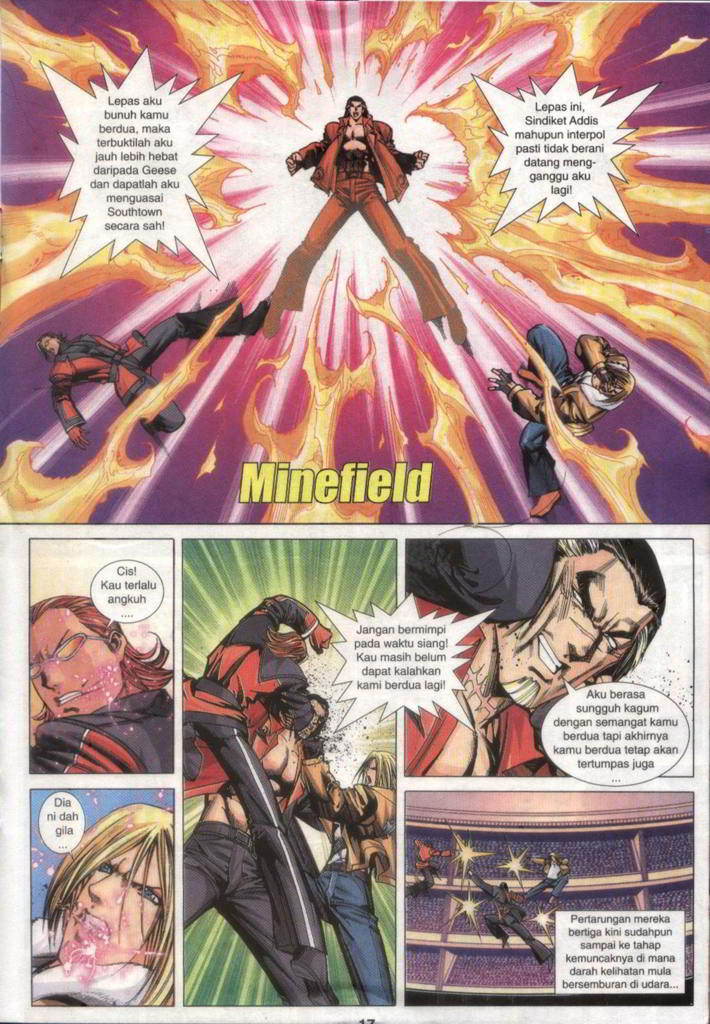 Lepas aku
bunuh kamu
berdua, maka
terbuktilah aku
jauh lebih hebat
daripada Geese
dan dapatlah aku
menguasai
Southtown
secara sah!
Lepas ini,
Sindiket Addis
mahupun interpol
pasti tidak berani
datang meng-
ganggu aku
lagi!
Minefield
Cis!
Kau terlalu
angkuh
....
Jangan bermimpi
pada waktu siang!
Kau masih belum
dapat kalahkan
kami berdua lagi!
Aku berasa
sungguh kagum
dengan semangat kamu
berdua tapi akhirnya
kamu berdua tetap akan
tertumpas juga
...
Dia
ni dah
gila
...
Pertarungan mereka
bertiga kini sudahpun
sampai ke tahap
kemuncaknya di mana
darah kelihatan mula
bersemburan di udara...
17